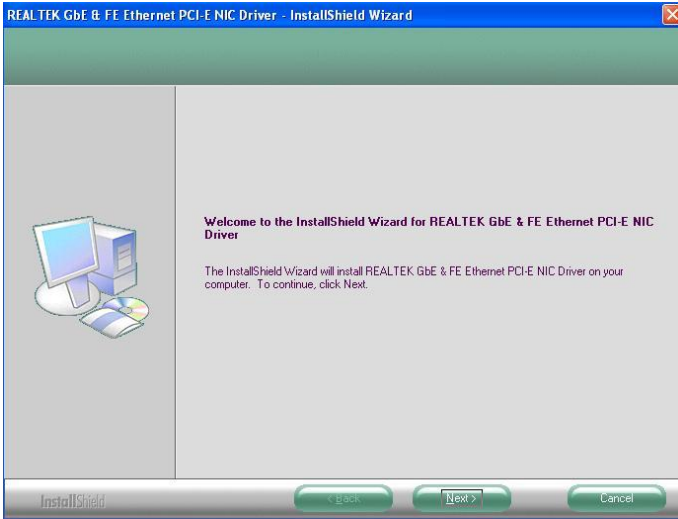 REALTEK GbE & FE Ethernet PCI-E NIC Driver - InstallShield Wizard
Welcome to the InstallShield Wizard for REALTEK GbE & FE Ethernet PCI-E NIC
Driver
The InstallShield Wizard will install REALTEK GbE & FE Ethernet PCI-E NIC Driver on your
computer. To continue, click Next.
InstallShield
< Back
Next >
Cancel